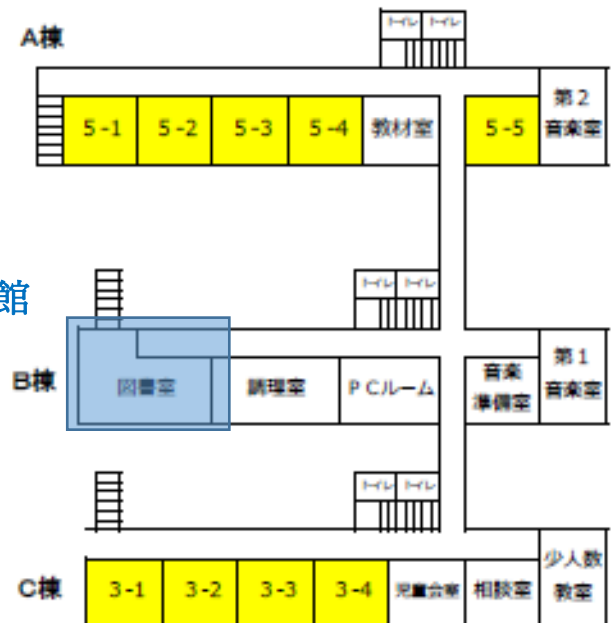 トイレ トイレ
A棟
5-1 5-2 5-3 5-4 教材室 5-5 第2
音楽室
館
トイレ トイレ
B棟 図書室 調理室 PCルーム 音楽
準備室 第1
音楽室
トイレ トイレ
C棟 3-1 3-2 3-3 3-4 児童会室 相談室 少人数
教室